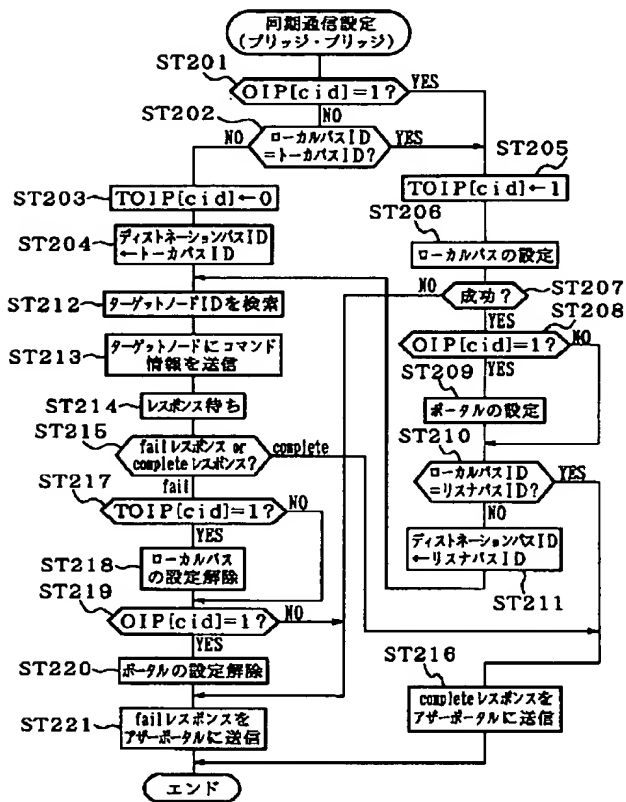 同期通信設定
(ブリッジ・ブリッジ)
ST201
OIP[cid]=1?
YES
NO
ST202
ローカルバスID
=トーカバスID?
NO
YES
ST203
TOIP[cid]←0
ST204
ディストネーションバスID
←トーカバスID
ST205
TOIP[cid]←1
ST206
ローカルバスの設定
ST207
成功?
NO
YES
ST208
OIP[cid]=1?
NO
YES
ST209
ポータルの設定
ST210
ローカルバスID
=リスナバスID?
YES
NO
ディストネーションバスID
←リスナバスID
ST211
ST212
ターゲットノードIDを検索
ST213
ターゲットノードにコマンド
情報を送信
ST214
レスポンス待ち
ST215
failレスポンス or
completeレスポンス?
complete
fail
ST217
TOIP[cid]=1?
NO
YES
ST218
ローカルバス
の設定解除
ST219
OIP[cid]=1?
NO
YES
ST220
ポータルの設定解除
ST221
failレスポンスを
アザーポータルに送信
ST216
completeレスポンスを
アザーポータルに送信
エンド